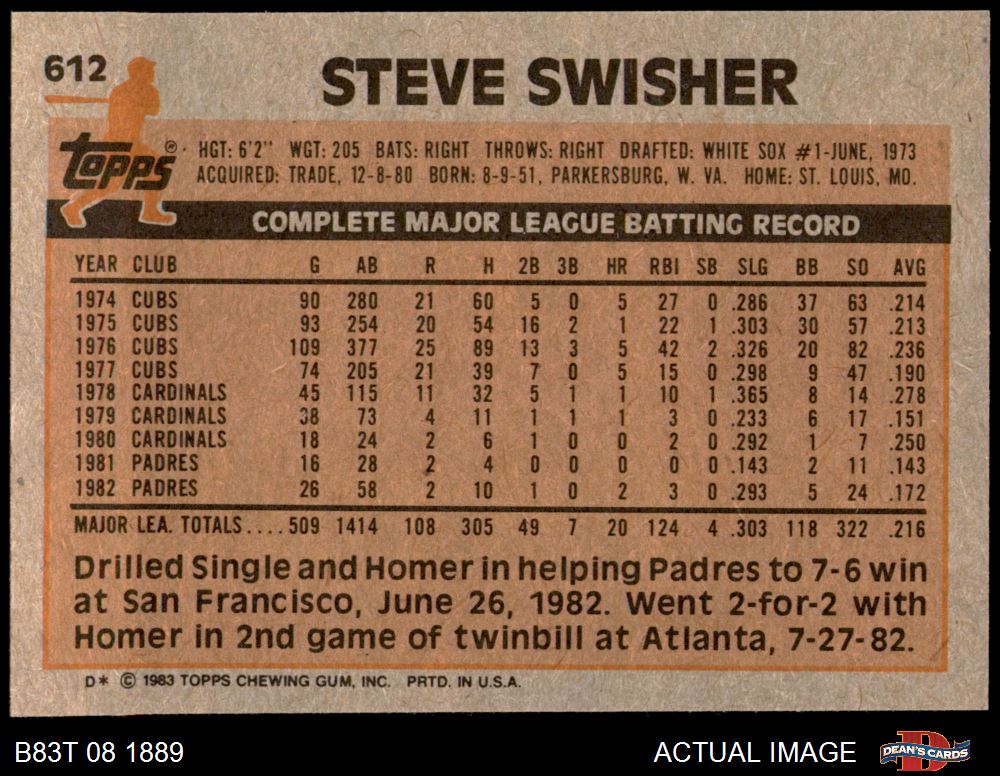 612
STEVE SWISHER
Topps® · HGT: 6'2" WGT: 205 BATS: RIGHT THROWS: RIGHT DRAFTED: WHITE SOX #1-JUNE, 1973
ACQUIRED: TRADE, 12-8-80 BORN: 8-9-51, PARKERSBURG, W. VA. HOME: ST. LOUIS, MO.
COMPLETE MAJOR LEAGUE BATTING RECORD
YEAR CLUB G AB R H 2B 3B HR RBI SB SLG BB SO AVG
1974 CUBS 90 280 21 60 5 0 5 27 0 .286 37 63 .214
1975 CUBS 93 254 20 54 16 2 1 22 1 .303 30 57 .213
1976 CUBS 109 377 25 89 13 3 5 42 2 .326 20 82 .236
1977 CUBS 74 205 21 39 7 0 5 15 0 .298 9 47 .190
1978 CARDINALS 45 115 11 32 5 1 1 10 1 .365 8 14 .278
1979 CARDINALS 38 73 4 11 1 1 1 3 0 .233 6 17 .151
1980 CARDINALS 18 24 2 6 1 0 0 2 0 .292 1 7 .250
1981 PADRES 16 28 2 4 0 0 0 0 0 .143 2 11 .143
1982 PADRES 26 58 2 10 1 0 2 3 0 .293 5 24 .172
MAJOR LEA. TOTALS.... 509 1414 108 305 49 7 20 124 4 .303 118 322 .216
Drilled Single and Homer in helping Padres to 7-6 win
at San Francisco, June 26, 1982. Went 2-for-2 with
Homer in 2nd game of twinbill at Atlanta, 7-27-82.
D* © 1983 TOPPS CHEWING GUM, INC. PRTD. IN U.S.A.
B83T 08 1889 ACTUAL IMAGE D DEAN'S CARDS